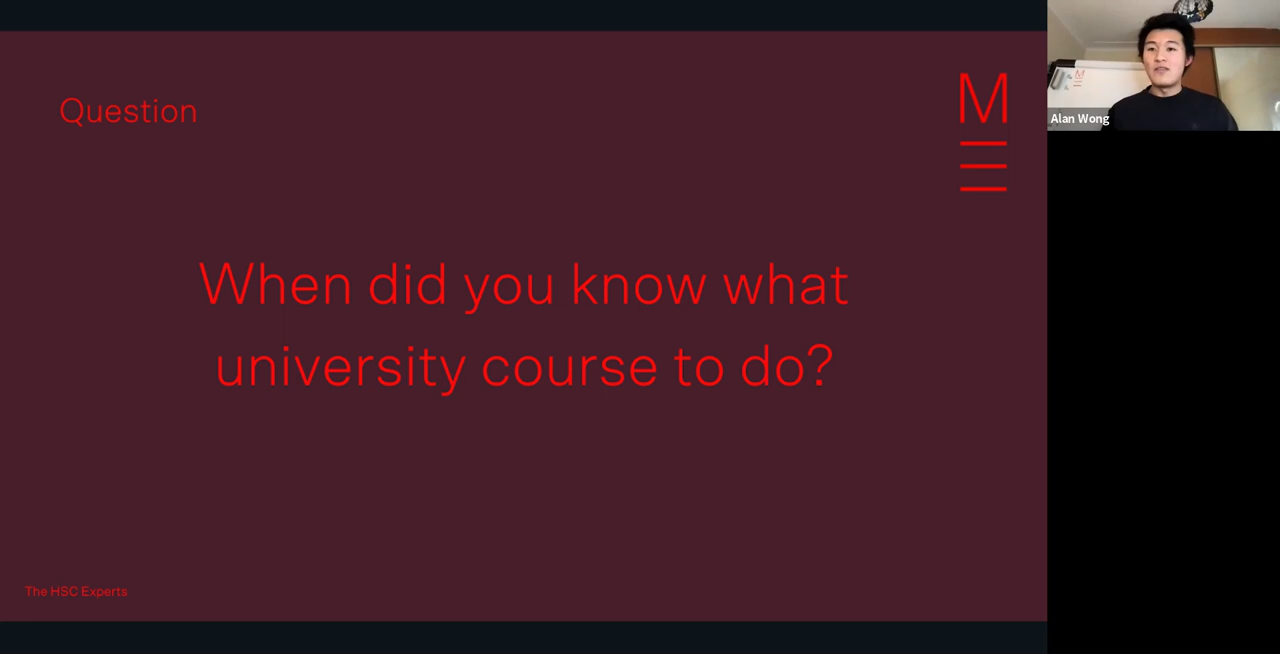 Question
M
When did you know what
university course to do?
The HSC Experts
Alan Wong